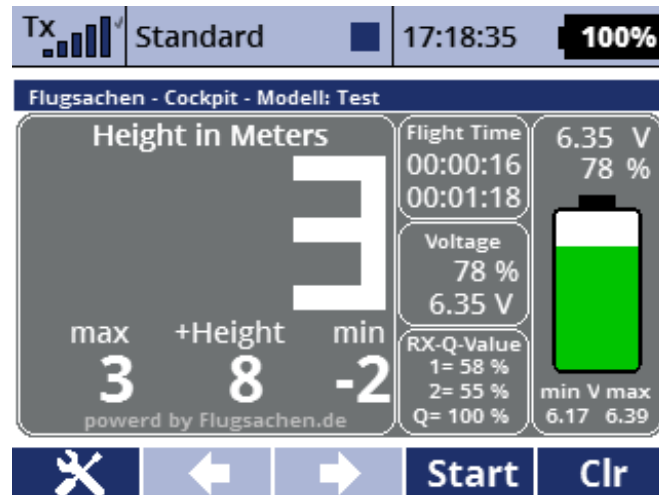 Tx Standard 17:18:35 100%
Flugsachen - Cockpit - Modell: Test
Height in Meters
3
max +Height min
3 8 -2
powerd by Flugsachen.de
Flight Time
00:00:16
00:01:18
Voltage
78 %
6.35 V
RX-Q-Value
1= 58 %
2= 55 %
Q= 100 %
6.35 V
78 %
min V max
6.17 6.39
Start Clr